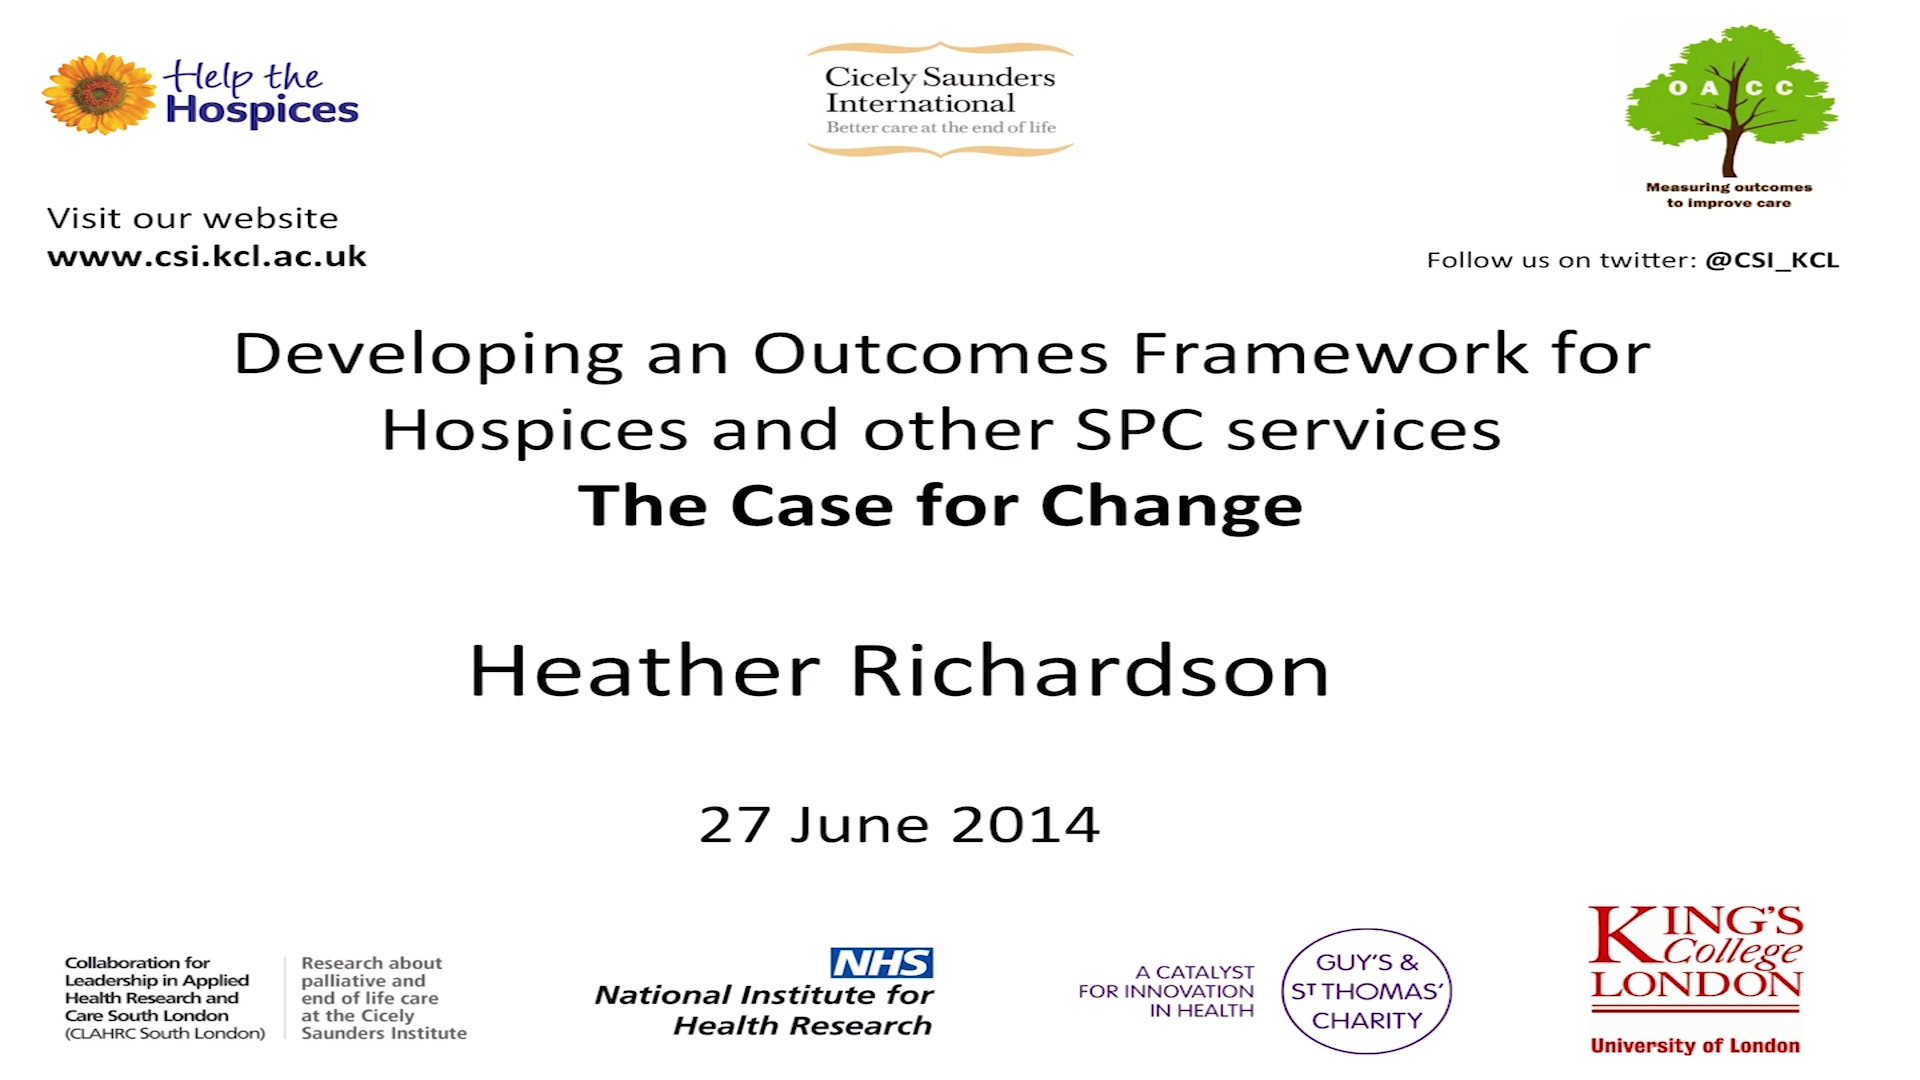 Help the
Hospices
Cicely Saunders
International
Better care at the end of life
OACC
Measuring outcomes
to improve care
Visit our website
www.csi.kcl.ac.uk
Follow us on twitter: @CSI_KCL
Developing an Outcomes Framework for
Hospices and other SPC services
The Case for Change
Heather Richardson
27 June 2014
Collaboration for
Leadership in Applied
Health Research and
Care South London
(CLAHRC South London)
Research about
palliative and
end of life care
at the Cicely
Saunders Institute
NHS
National Institute for
Health Research
A CATALYST
FOR INNOVATION
IN HEALTH
GUY'S &
ST THOMAS'
CHARITY
KING'S
College
LONDON
University of London